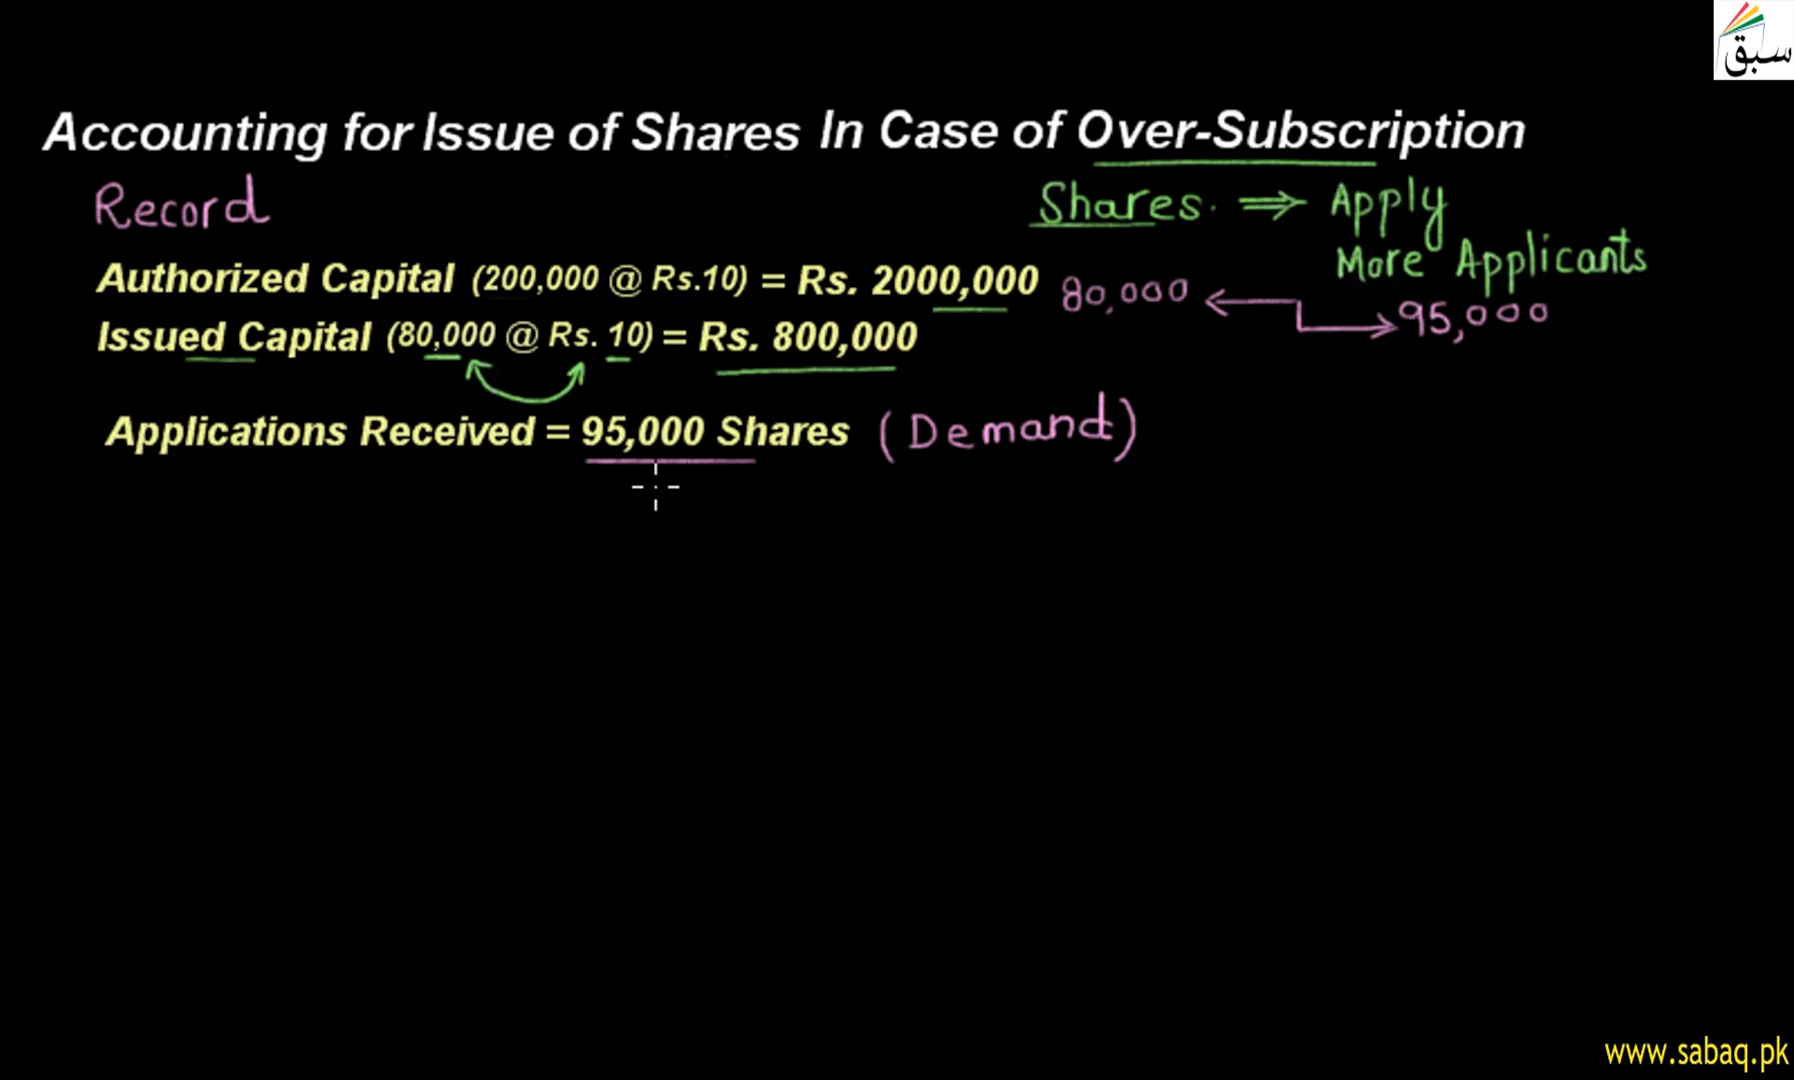 سبق
Accounting for Issue of Shares In Case of Over-Subscription
Record
Shares. ⇒ Apply
More Applicants
Authorized Capital (200,000 @ Rs.10) = Rs. 2000,000
80,000 ← → 95,000
Issued Capital (80,000 @ Rs. 10) = Rs. 800,000
Applications Received = 95,000 Shares (Demand)
www.sabaq.pk